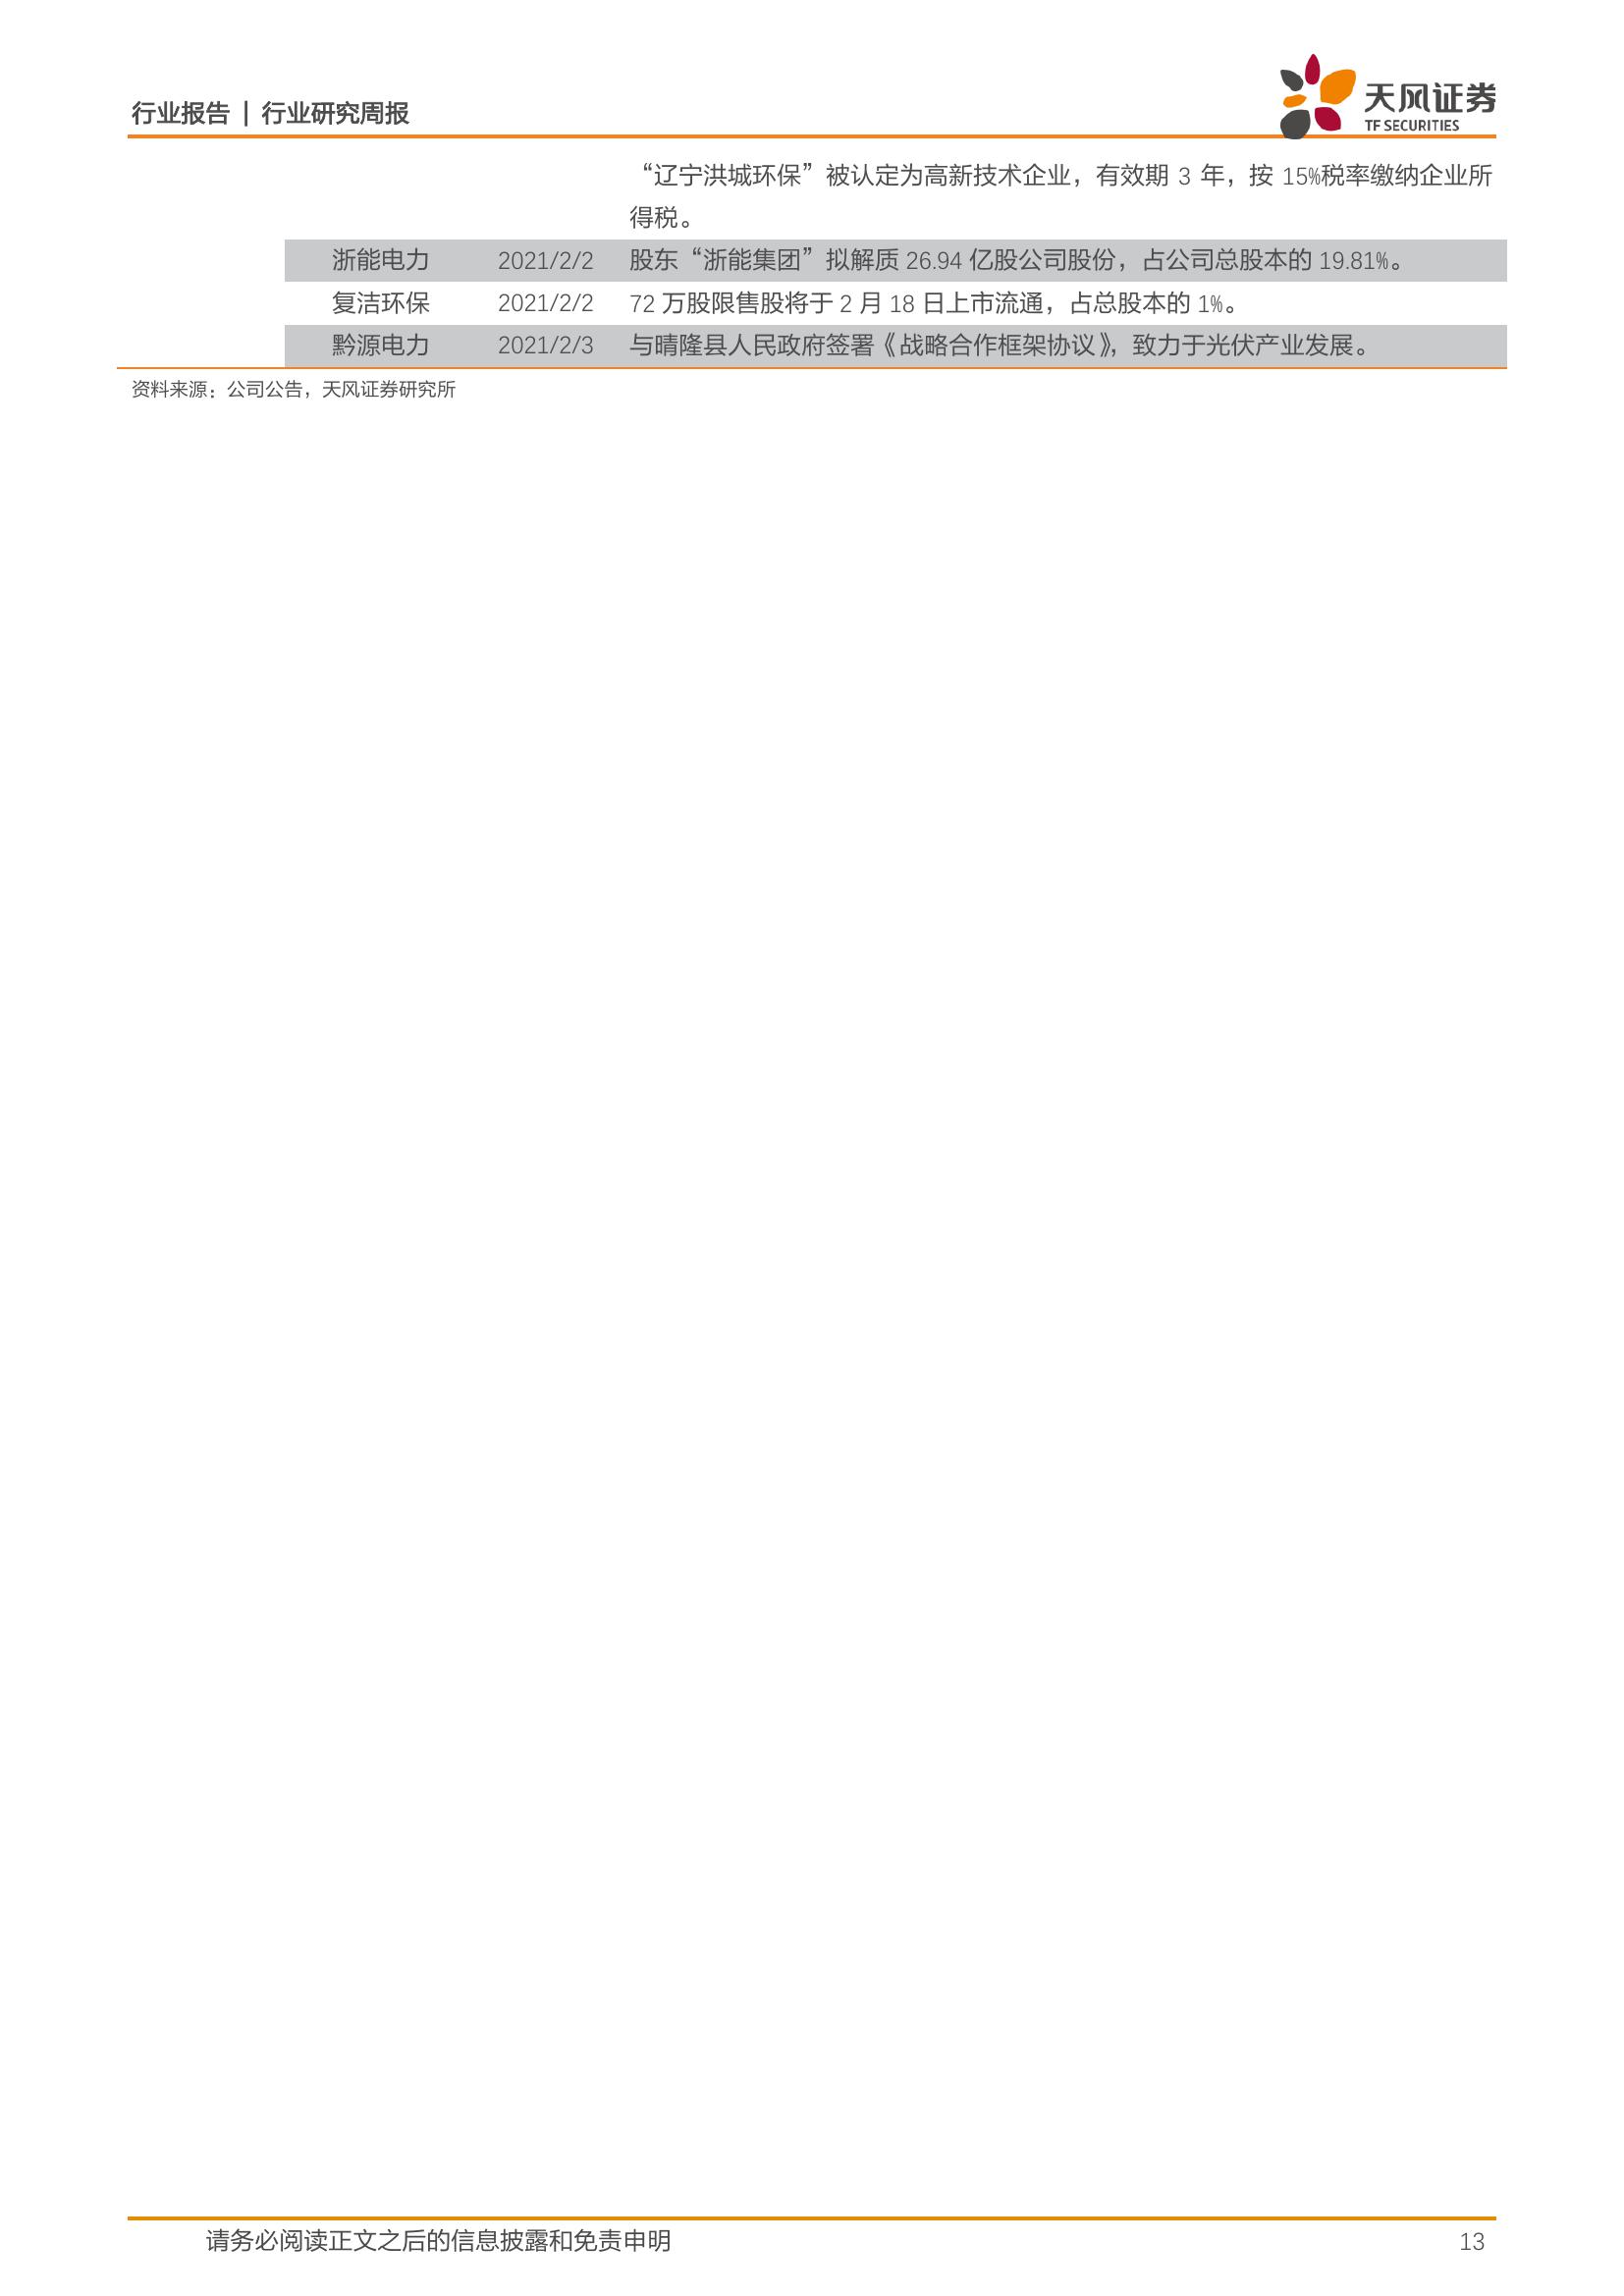 行业报告 | 行业研究周报
天风证券
TF SECURITIES
“辽宁洪城环保”被认定为高新技术企业，有效期 3 年，按 15%税率缴纳企业所
得税。
浙能电力 2021/2/2 股东“浙能集团”拟解质 26.94 亿股公司股份，占公司总股本的 19.81%。
复洁环保 2021/2/2 72 万股限售股将于 2 月 18 日上市流通，占总股本的 1%。
黔源电力 2021/2/3 与晴隆县人民政府签署《战略合作框架协议》，致力于光伏产业发展。
资料来源：公司公告，天风证券研究所
请务必阅读正文之后的信息披露和免责申明 13